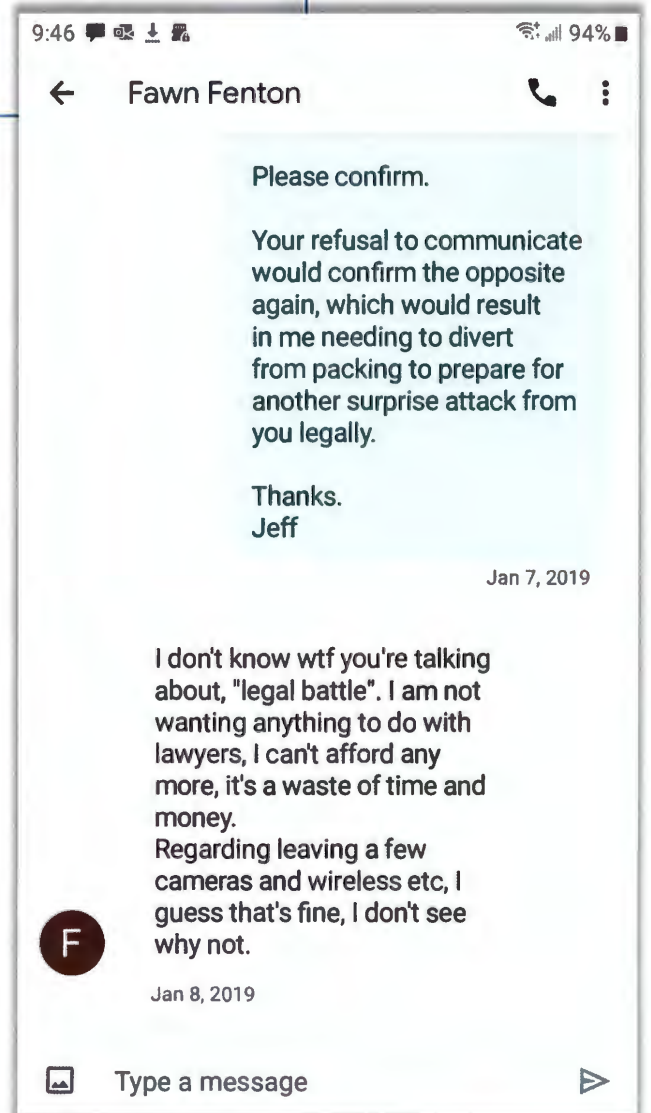 9:46 94%
Fawn Fenton
Please confirm.
Your refusal to communicate
would confirm the opposite
again, which would result
in me needing to divert
from packing to prepare for
another surprise attack from
you legally.
Thanks.
Jeff
Jan 7, 2019
I don't know wtf you're talking
about, "legal battle". I am not
wanting anything to do with
lawyers, I can't afford any
more, it's a waste of time and
money.
Regarding leaving a few
cameras and wireless etc, I
guess that's fine, I don't see
why not.
F
Jan 8, 2019
Type a message